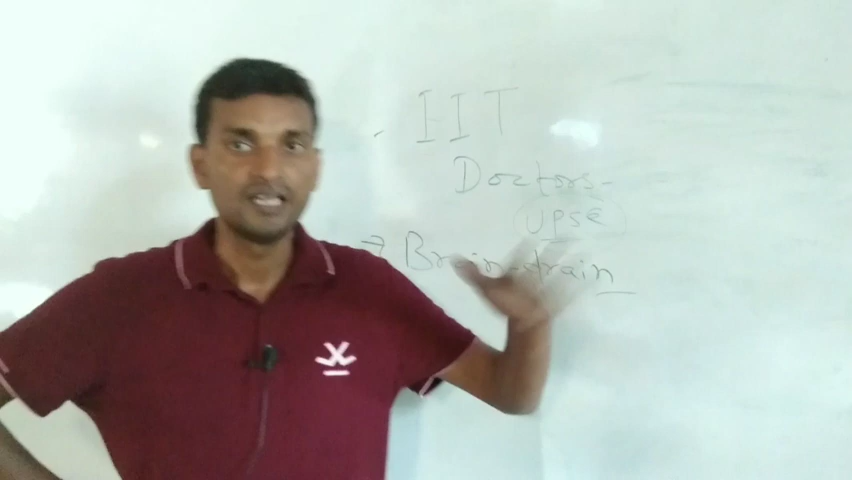 - IIT
Doctors-
UPSC
→ Brain-drain